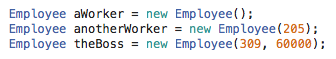 Employee aWorker = new Employee();
Employee anotherWorker = new Employee(205);
Employee theBoss = new Employee(309, 60000);